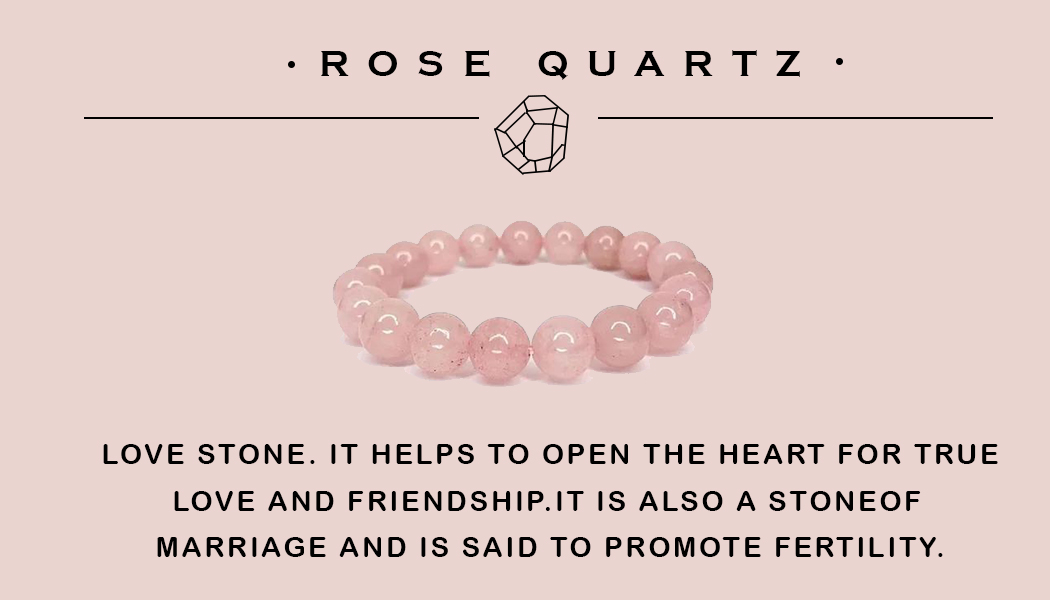 · ROSE QUARTZ ·
LOVE STONE. IT HELPS TO OPEN THE HEART FOR TRUE
LOVE AND FRIENDSHIP.IT IS ALSO A STONEOF
MARRIAGE AND IS SAID TO PROMOTE FERTILITY.